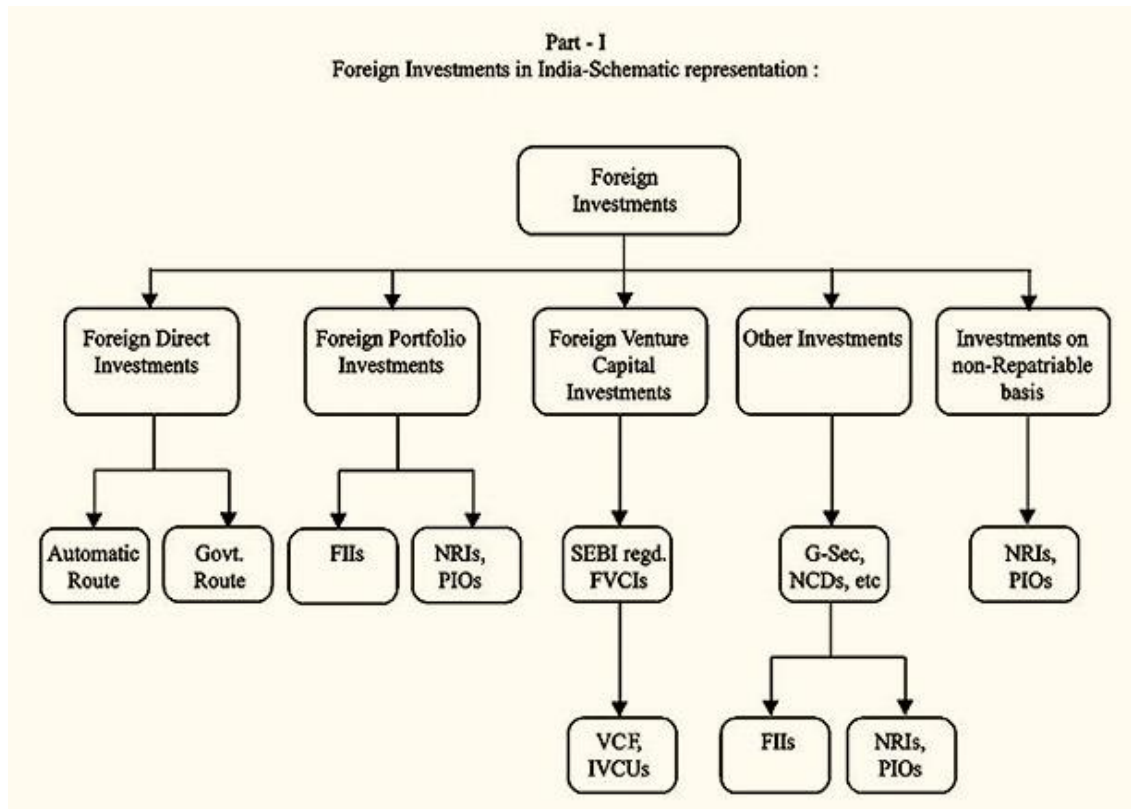 Part - I
Foreign Investments in India-Schematic representation :
Foreign
Investments
Foreign Direct
Investments
Foreign Portfolio
Investments
Foreign Venture
Capital
Investments
Other Investments
Investments on
non-Repatriable
basis
Automatic
Route
Govt.
Route
FIIs
NRIs,
PIOs
SEBI regd.
FVCIs
G-Sec,
NCDs, etc
NRIs,
PIOs
VCF,
IVCUs
FIIs
NRIs,
PIOs